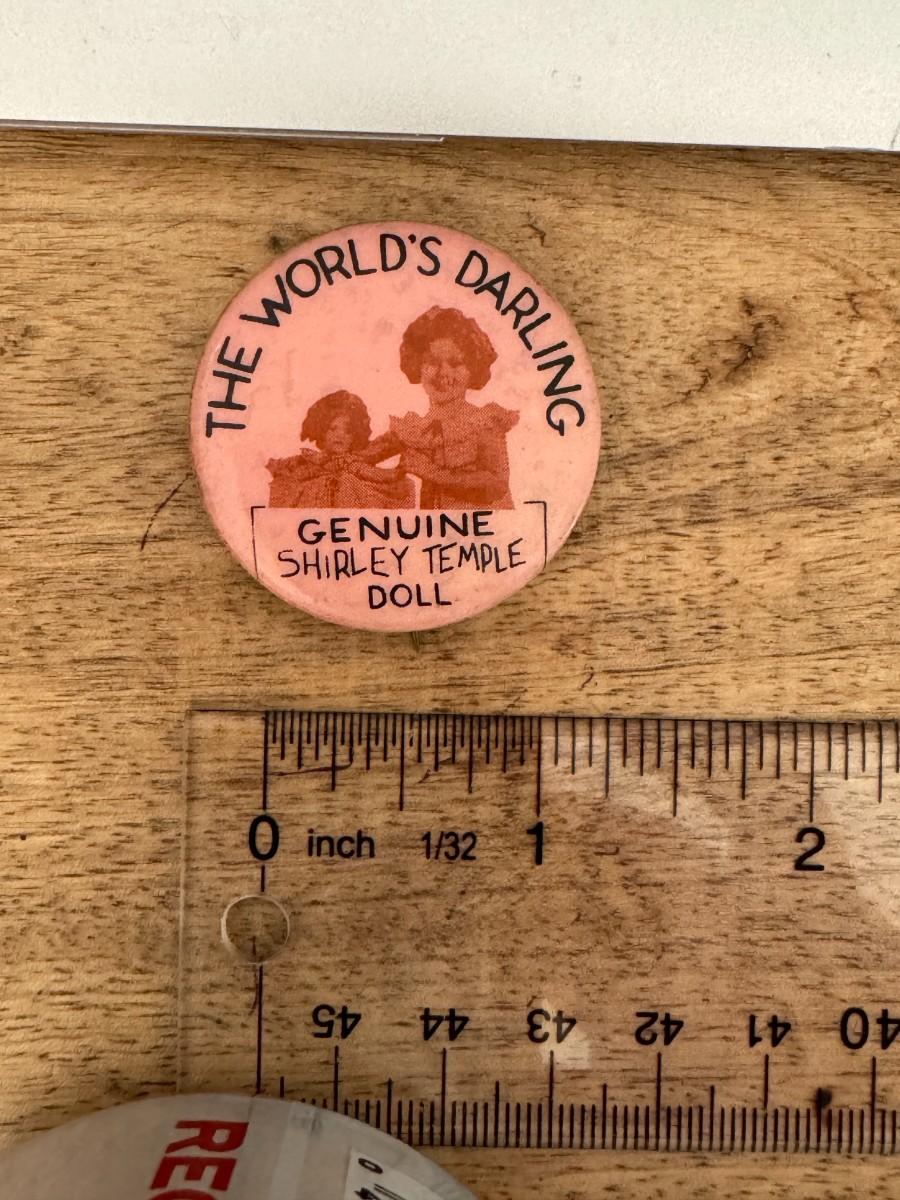 THE WORLD'S DARLING
GENUINE
SHIRLEY TEMPLE
DOLL
0 inch 1/32 1 2
45 44 43 42 41 40
REC